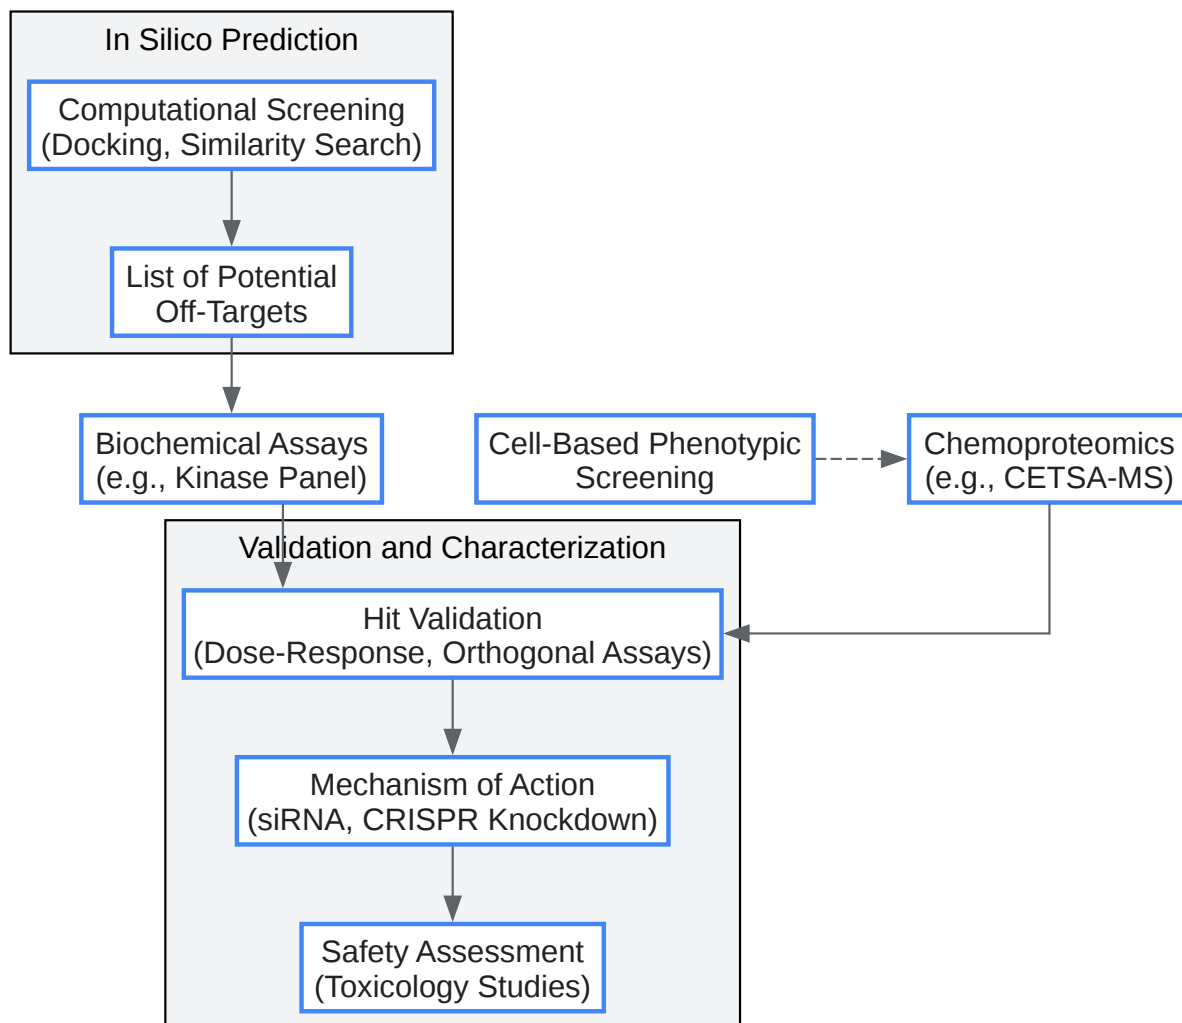 In Silico Prediction
Computational Screening
(Docking, Similarity Search)
List of Potential
Off-Targets
Biochemical Assays
(e.g., Kinase Panel)
Cell-Based Phenotypic
Screening
Chemoproteomics
(e.g., CETSA-MS)
Validation and Characterization
Hit Validation
(Dose-Response, Orthogonal Assays)
Mechanism of Action
(siRNA, CRISPR Knockdown)
Safety Assessment
(Toxicology Studies)